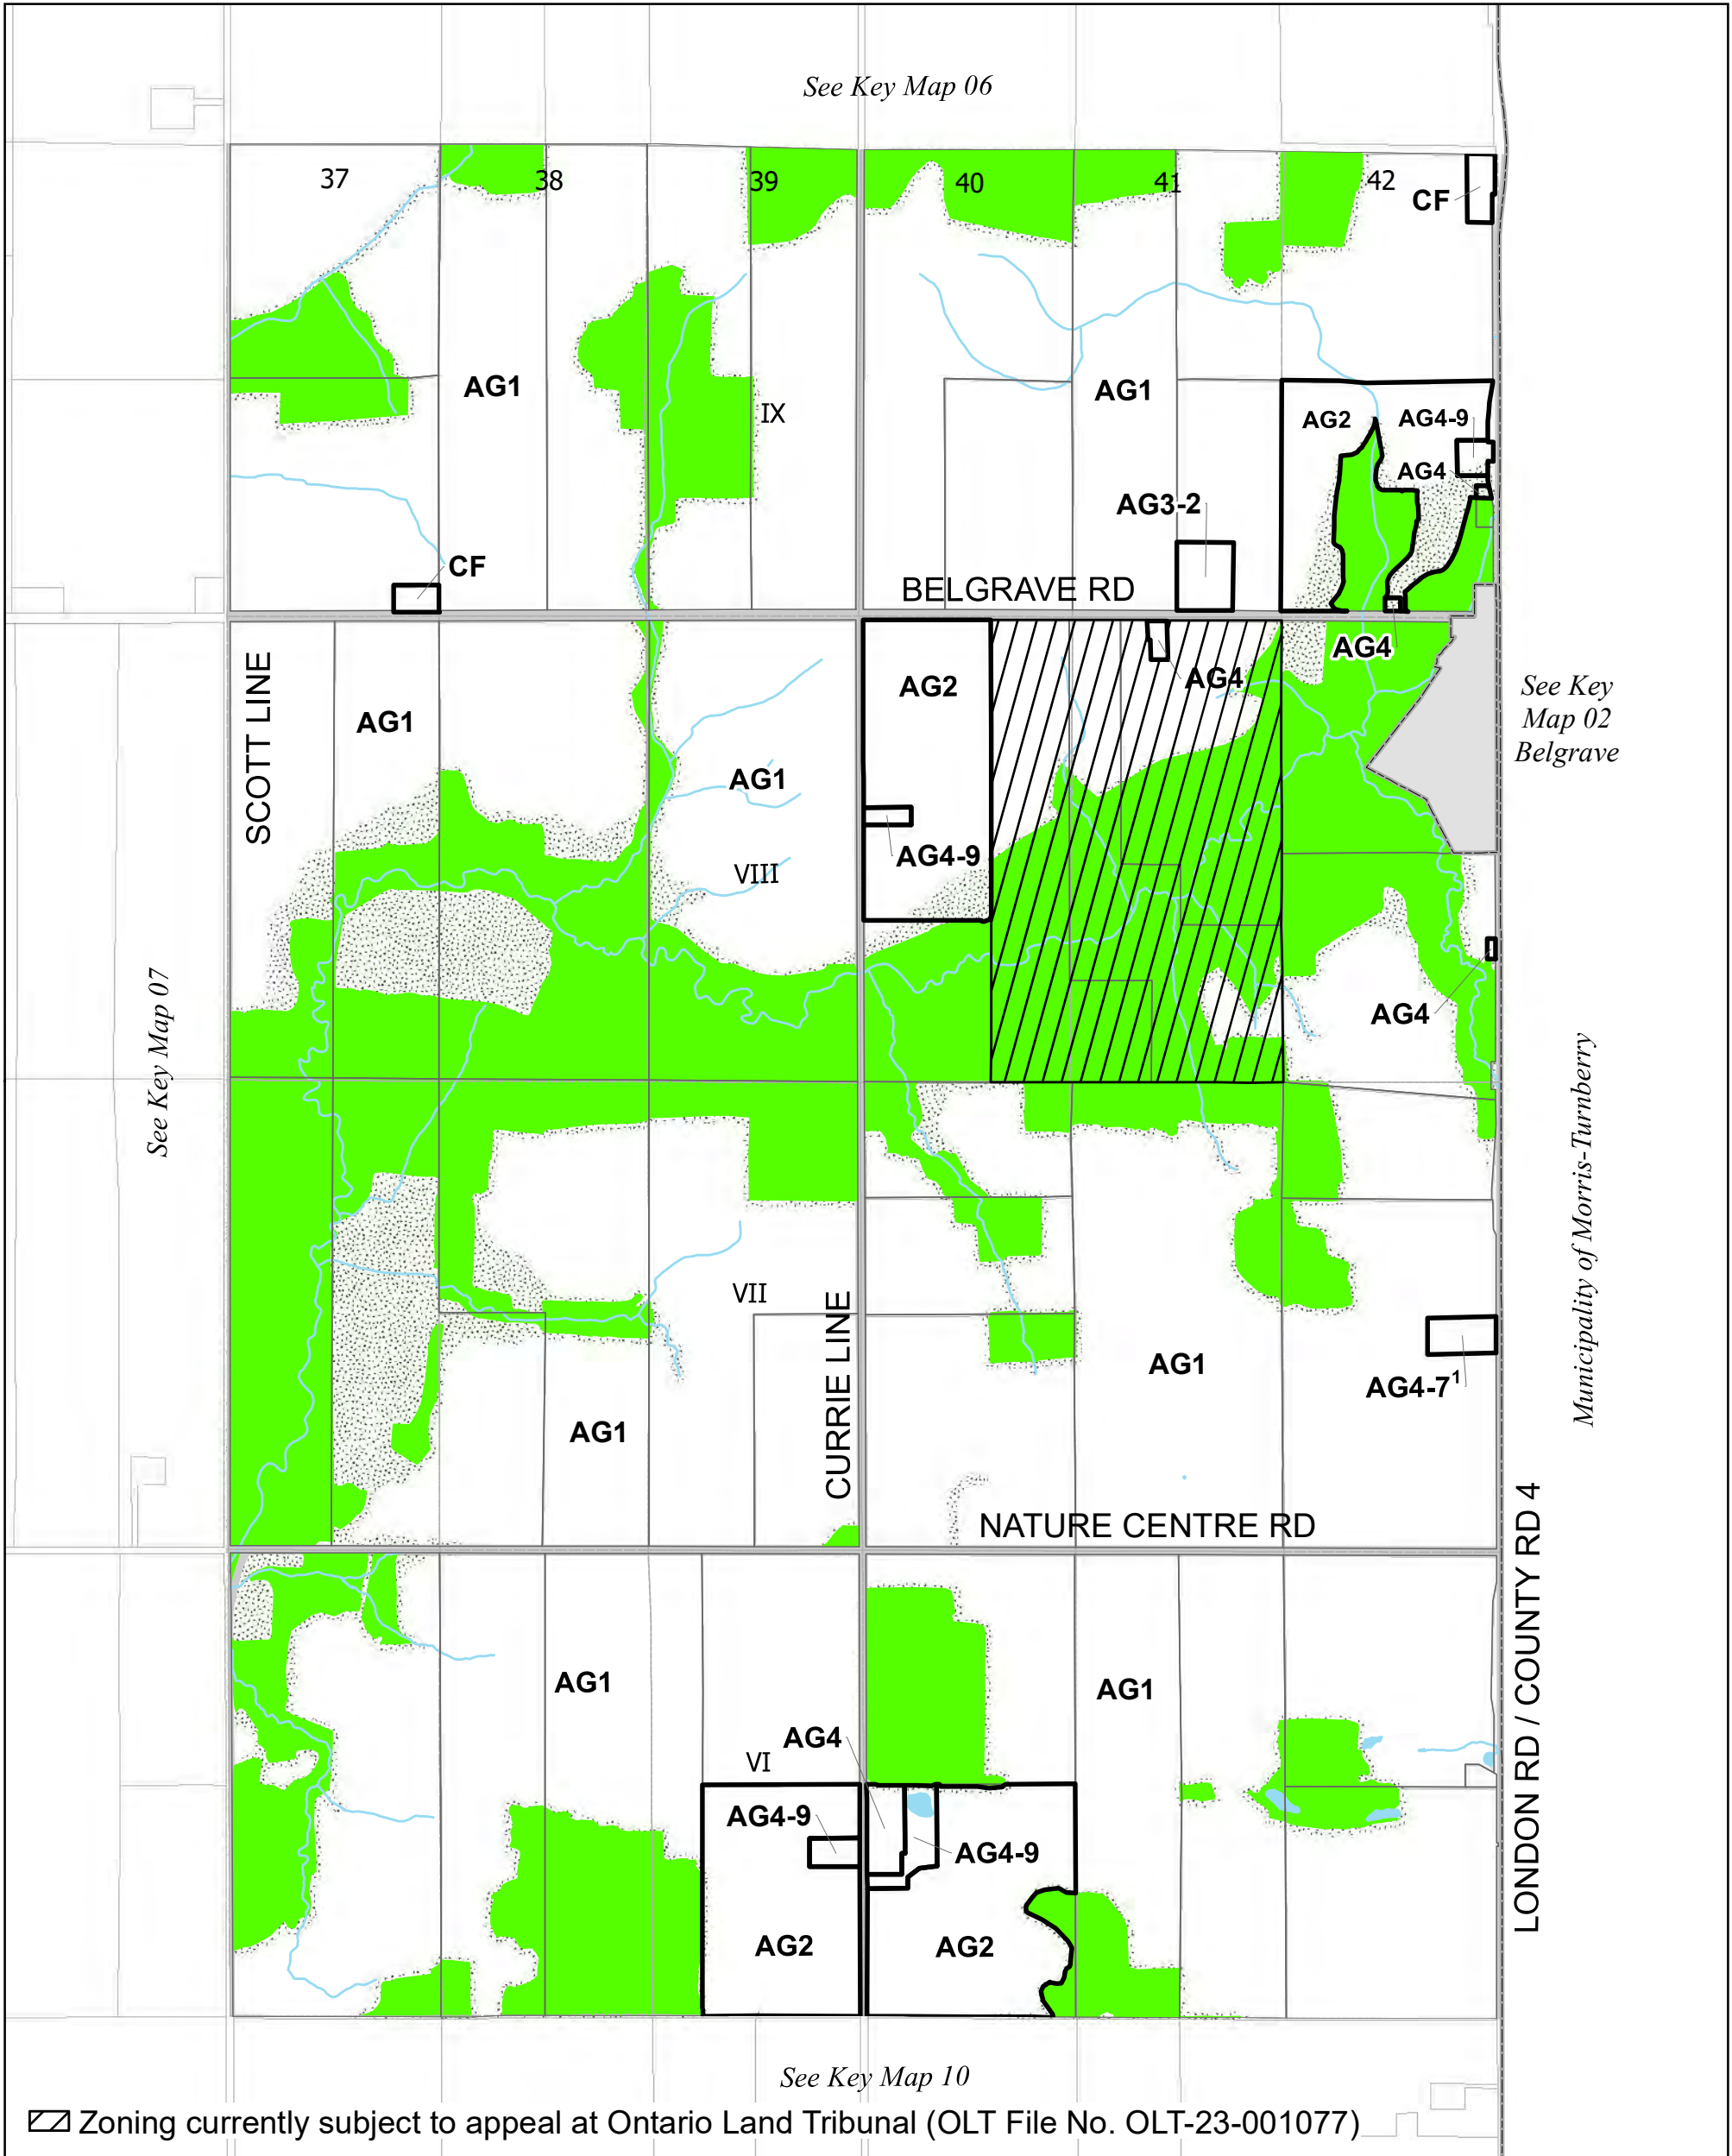 See Key Map 06
37
38
39
40
41
42
CF
AG1
IX
AG1
AG2
AG4-9
AG4
AG3-2
CF
BELGRAVE RD
AG4
SCOTT LINE
AG1
AG2
AG4
See Key
Map 02
Belgrave
AG1
VIII
AG4-9
See Key Map 07
AG4
Municipality of Morris-Turnberry
VII
CURRIE LINE
AG1
AG4-7¹
AG1
NATURE CENTRE RD
LONDON RD / COUNTY RD 4
AG1
AG1
AG4
VI
AG4-9
AG4-9
AG2
AG2
See Key Map 10
Zoning currently subject to appeal at Ontario Land Tribunal (OLT File No. OLT-23-001077)